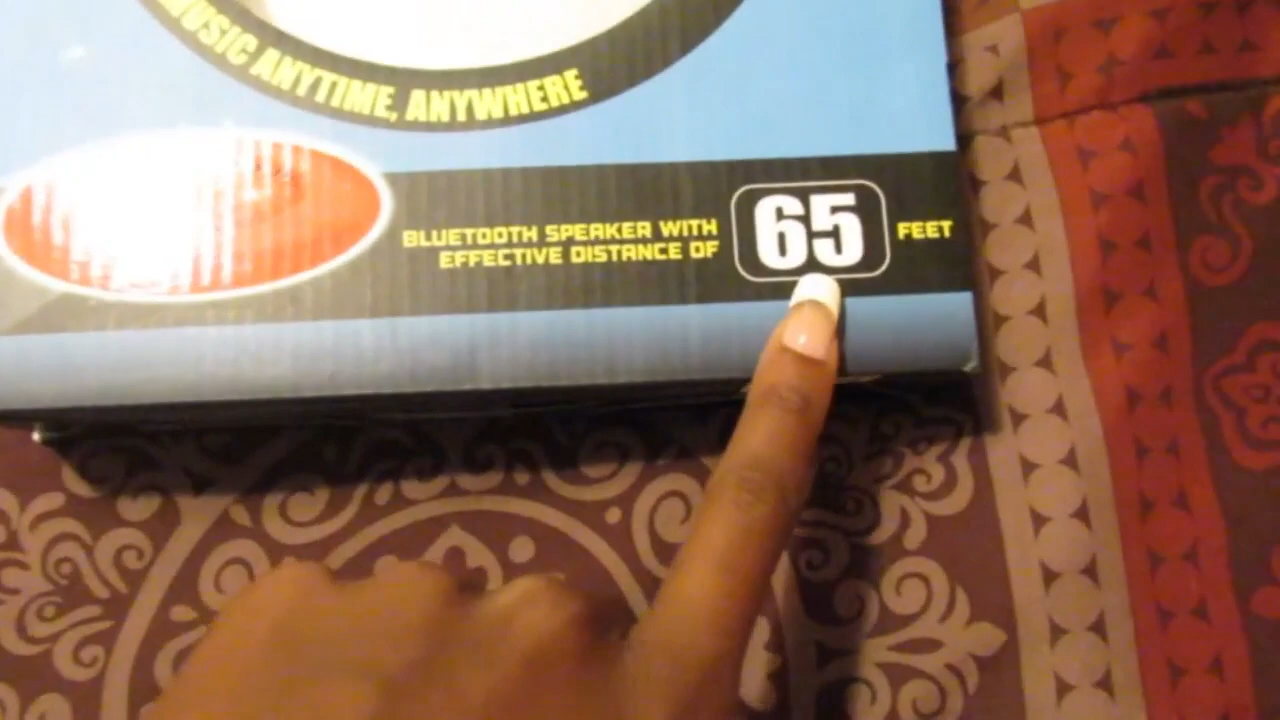 MUSIC ANYTIME, ANYWHERE
BLUETOOTH SPEAKER WITH
EFFECTIVE DISTANCE OF
65
FEET